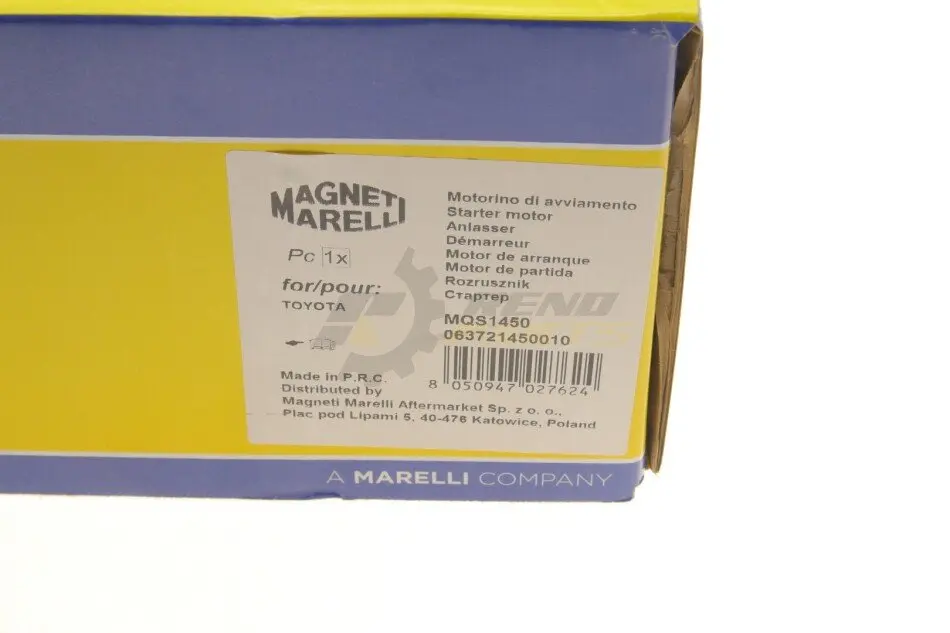 MAGNETI
MARELLI
Pc 1x
for/pour:
TOYOTA
Motorino di avviamento
Starter motor
Anlasser
Démarreur
Motor de arranque
Motor de partida
Rozrusznik
Стартер
MQS1450
063721450010
8 050947 027624
Made in P.R.C.
Distributed by
Magneti Marelli Aftermarket Sp. z o. o.,
Plac pod Lipami 5, 40-476 Katowice, Poland
A MARELLI COMPANY